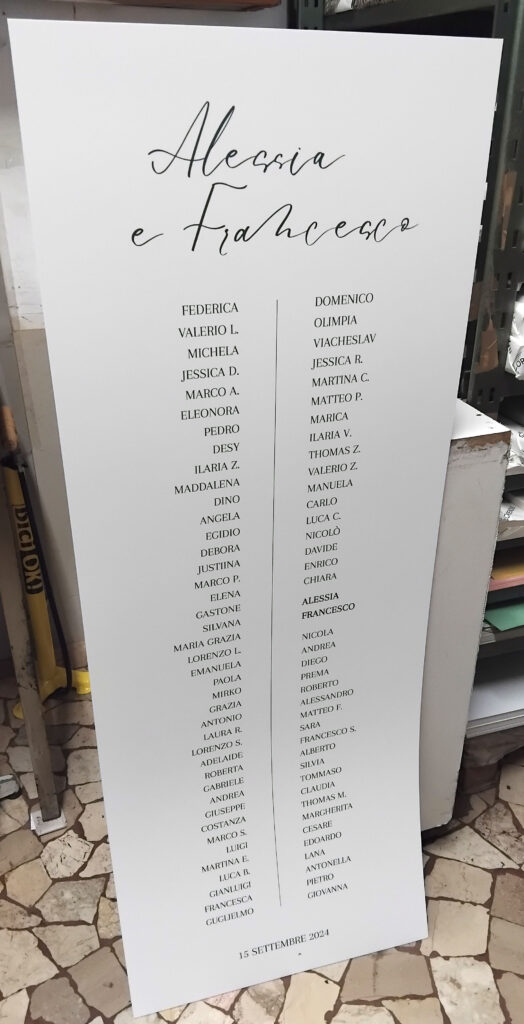 Alessia
e Francesco
FEDERICA
VALERIO L.
MICHELA
JESSICA D.
MARCO A.
ELEONORA
PEDRO
DESY
ILARIA Z.
MADDALENA
DINO
ANGELA
EGIDIO
DEBORA
JUSTIINA
MARCO P.
ELENA
GASTONE
SILVANA
MARIA GRAZIA
LORENZO L.
EMANUELA
PAOLA
MIRKO
GRAZIA
ANTONIO
LAURA R.
LORENZO S.
ADELAIDE
ROBERTA
GABRIELE
ANDREA
GIUSEPPE
COSTANZA
MARCO S.
LUIGI
MARTINA E.
LUCA B.
GIANLUIGI
FRANCESCA
GUGLIELMO
DOMENICO
OLIMPIA
VIACHESLAV
JESSICA R.
MARTINA C.
MATTEO P.
MARICA
ILARIA V.
THOMAS Z.
VALERIO Z.
MANUELA
CARLO
LUCA C.
NICOLÒ
DAVIDE
ENRICO
CHIARA
ALESSIA
FRANCESCO
NICOLA
ANDREA
DIEGO
PREMA
ROBERTO
ALESSANDRO
MATTEO F.
SARA
FRANCESCO S.
ALBERTO
SILVIA
TOMMASO
CLAUDIA
THOMAS M.
MARGHERITA
CESARE
EDOARDO
LANA
ANTONELLA
PIETRO
GIOVANNA
15 SETTEMBRE 2024